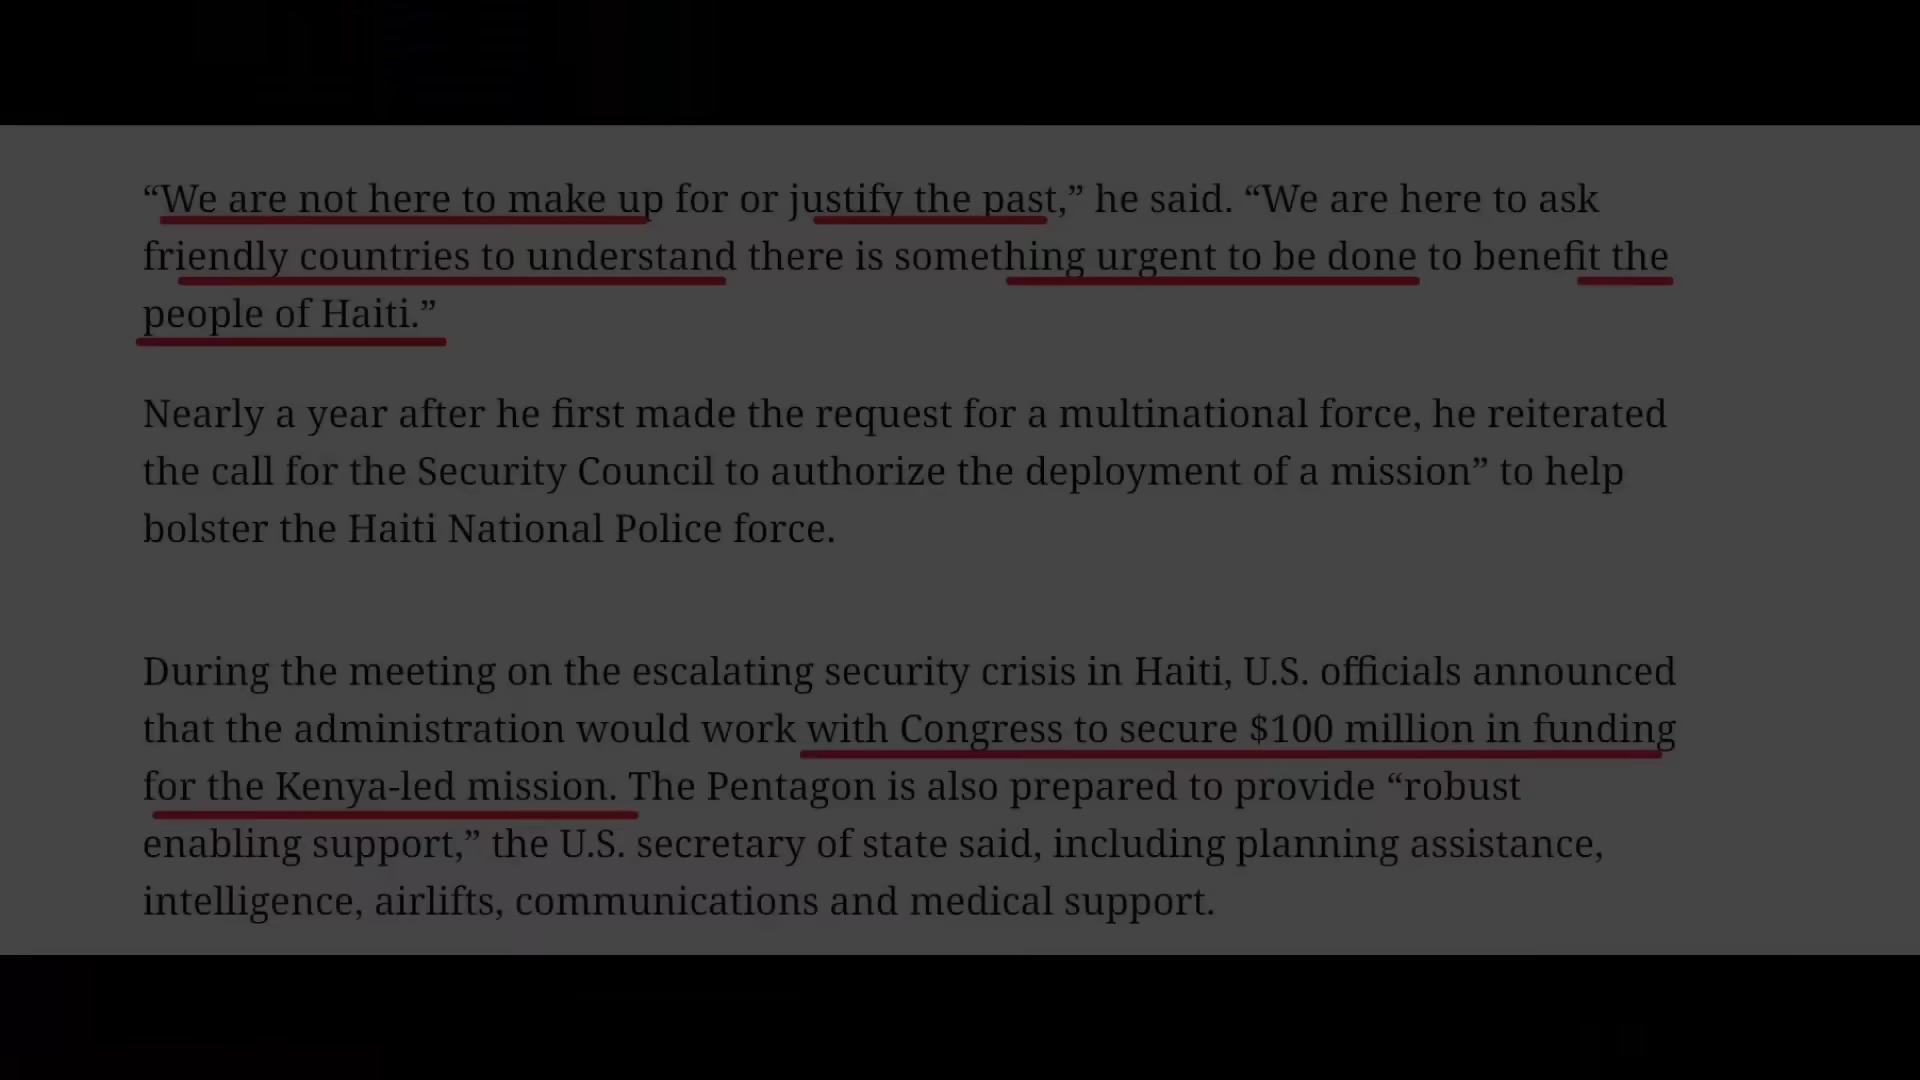 “We are not here to make up for or justify the past,” he said. “We are here to ask
friendly countries to understand there is something urgent to be done to benefit the
people of Haiti.”
Nearly a year after he first made the request for a multinational force, he reiterated
the call for the Security Council to authorize the deployment of a mission” to help
bolster the Haiti National Police force.
During the meeting on the escalating security crisis in Haiti, U.S. officials announced
that the administration would work with Congress to secure $100 million in funding
for the Kenya-led mission. The Pentagon is also prepared to provide “robust
enabling support,” the U.S. secretary of state said, including planning assistance,
intelligence, airlifts, communications and medical support.